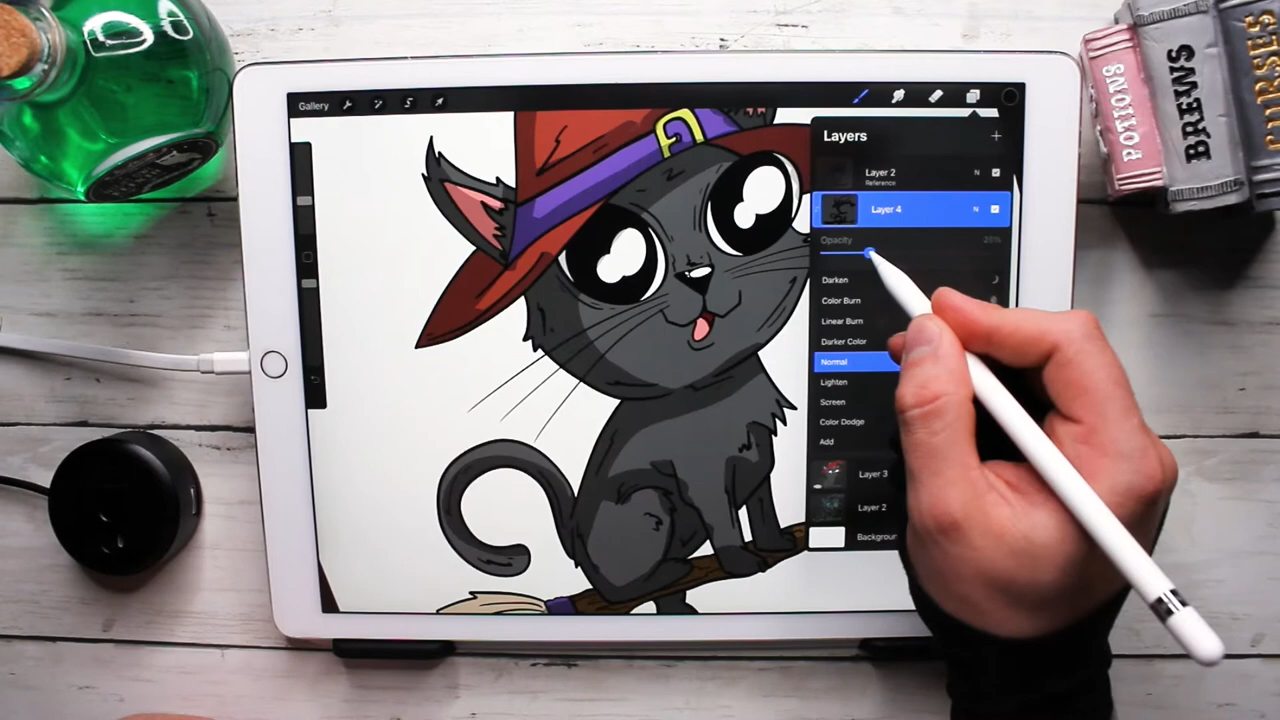 Gallery
Layers
Layer 2
Reference
N
Layer 4
N
Opacity
Darken
Color Burn
Linear Burn
Darker Color
Normal
Lighten
Screen
Color Dodge
Add
Layer 3
Layer 2
POTIONS
BREWS
CURSES